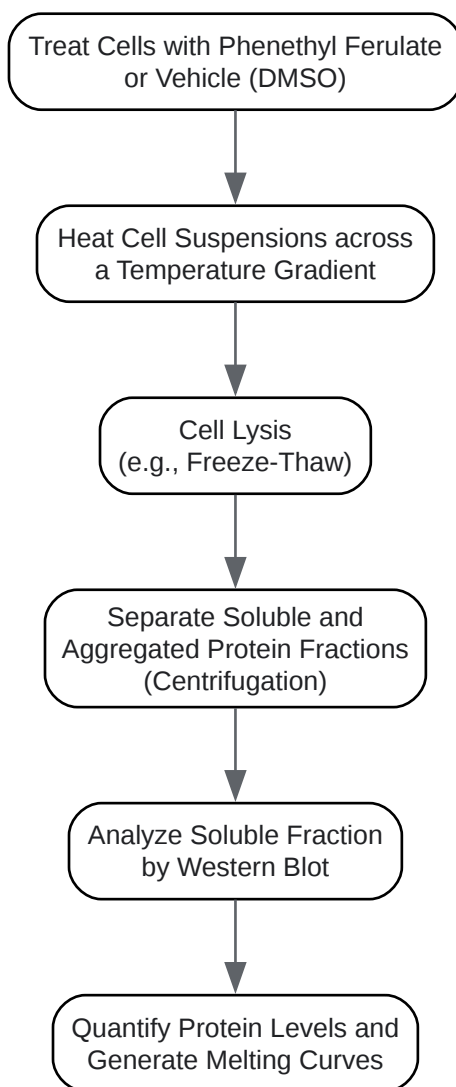 Treat Cells with Phenethyl Ferulate
or Vehicle (DMSO)
Heat Cell Suspensions across
a Temperature Gradient
Cell Lysis
(e.g., Freeze-Thaw)
Separate Soluble and
Aggregated Protein Fractions
(Centrifugation)
Analyze Soluble Fraction
by Western Blot
Quantify Protein Levels and
Generate Melting Curves